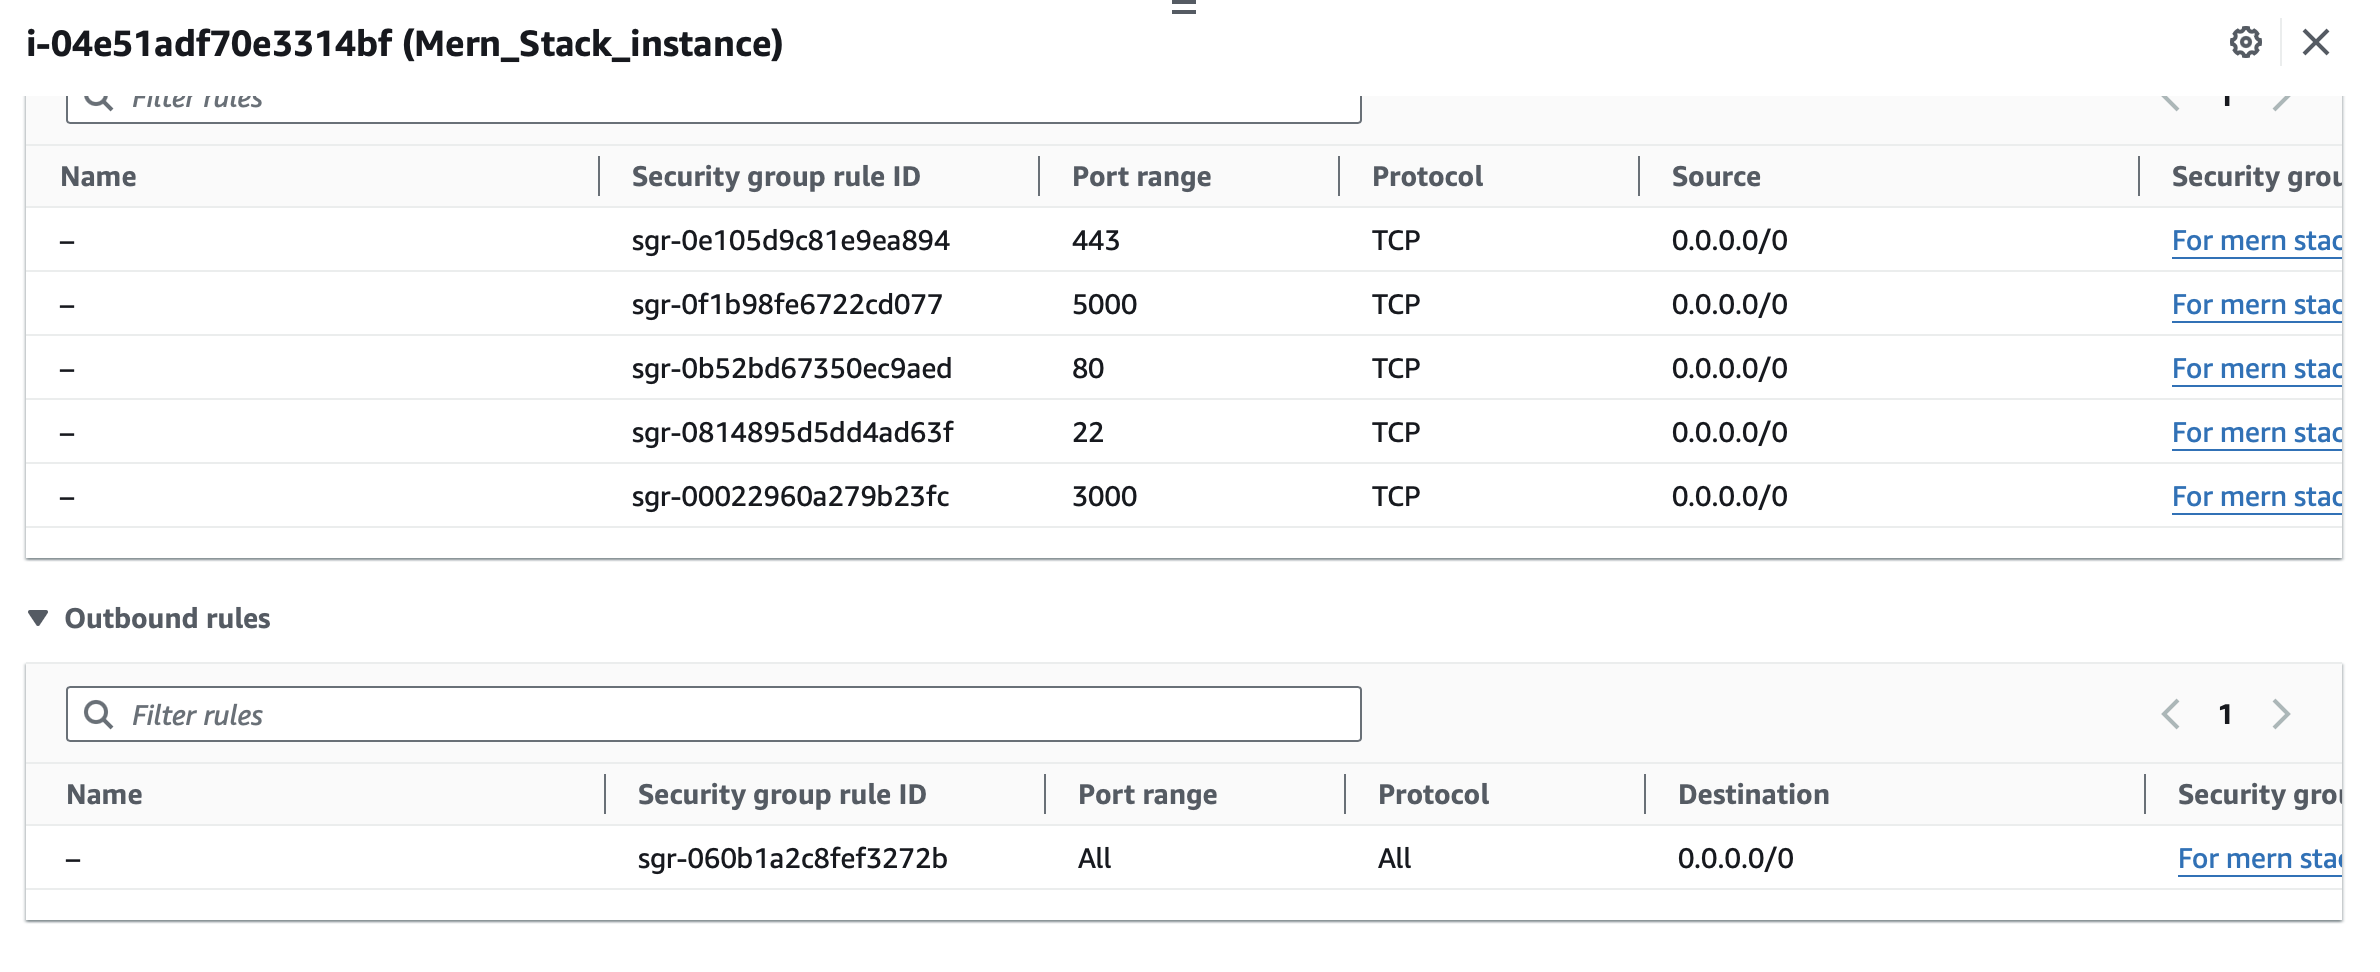 i-04e51adf70e3314bf (Mern_Stack_instance)
Filter rules 1
Name Security group rule ID Port range Protocol Source Security grou
– sgr-0e105d9c81e9ea894 443 TCP 0.0.0.0/0 For mern stac
– sgr-0f1b98fe6722cd077 5000 TCP 0.0.0.0/0 For mern stac
– sgr-0b52bd67350ec9aed 80 TCP 0.0.0.0/0 For mern stac
– sgr-0814895d5dd4ad63f 22 TCP 0.0.0.0/0 For mern stac
– sgr-00022960a279b23fc 3000 TCP 0.0.0.0/0 For mern stac
Outbound rules
Filter rules 1
Name Security group rule ID Port range Protocol Destination Security grou
– sgr-060b1a2c8fef3272b All All 0.0.0.0/0 For mern stac